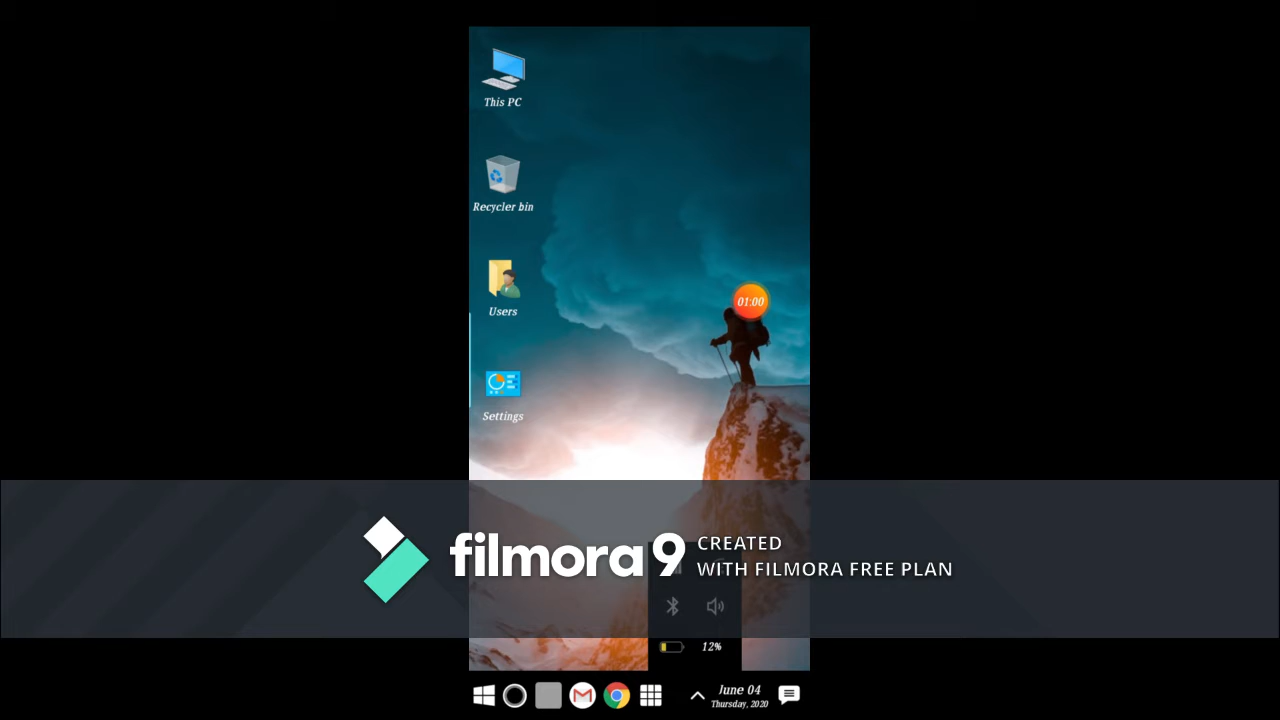 This PC
Recycler bin
Users
01:00
Settings
filmora9
CREATED
WITH FILMORA FREE PLAN
12%
June 04
Thursday, 2020